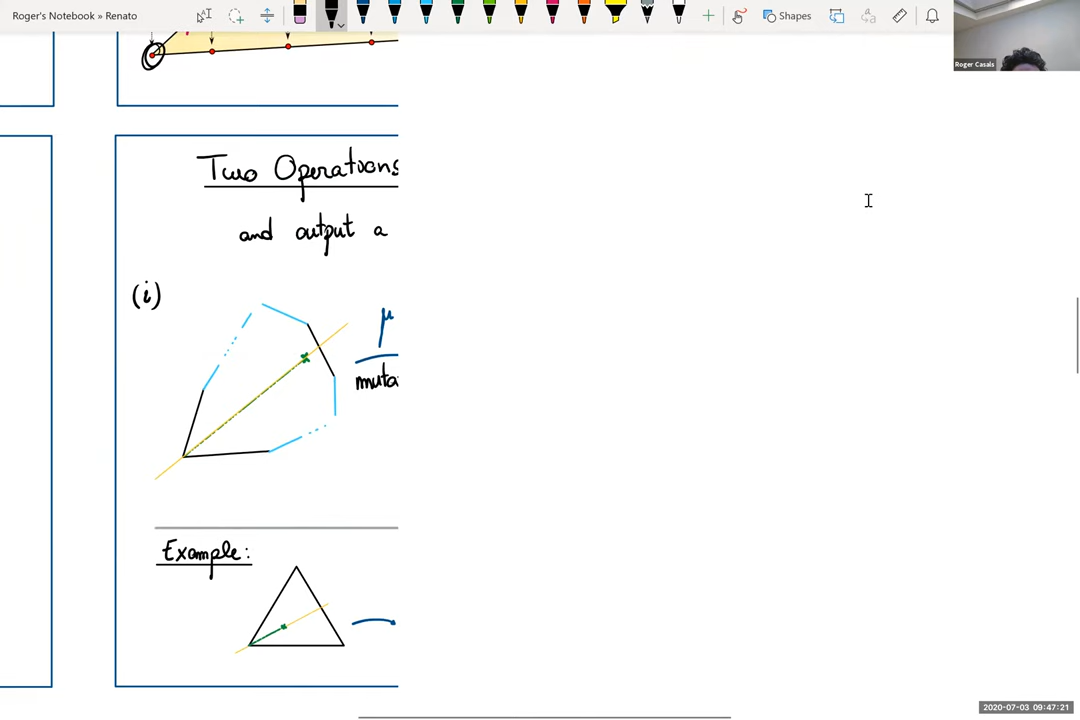 Roger's Notebook » Renato
Shapes
Roger Casals
Two Operations
and output a
(i)
μ
muta
Example:
2020-07-03 09:47:21